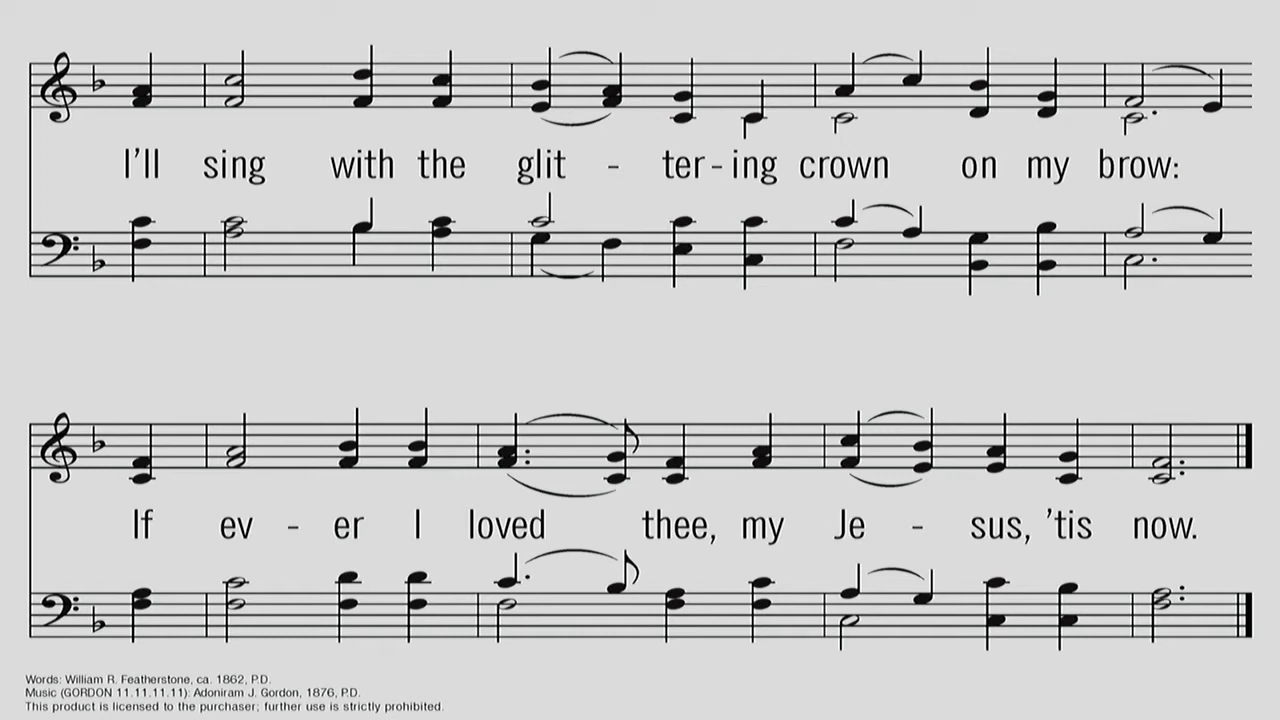 I'll sing with the glit - ter - ing crown on my brow:
If ev - er I loved thee, my Je - sus, 'tis now.
Words: William R. Featherstone, ca. 1862, P.D.
Music (GORDON 11.11.11.11): Adoniram J. Gordon, 1876, P.D.
This product is licensed to the purchaser; further use is strictly prohibited.